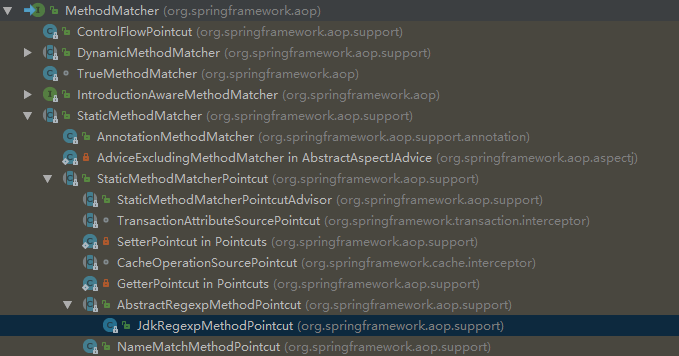 MethodMatcher (org.springframework.aop)
ControlFlowPointcut (org.springframework.aop.support)
DynamicMethodMatcher (org.springframework.aop.support)
TrueMethodMatcher (org.springframework.aop)
IntroductionAwareMethodMatcher (org.springframework.aop)
StaticMethodMatcher (org.springframework.aop.support)
AnnotationMethodMatcher (org.springframework.aop.support.annotation)
AdviceExcludingMethodMatcher in AbstractAspectJAdvice (org.springframework.aop.aspectj)
StaticMethodMatcherPointcut (org.springframework.aop.support)
StaticMethodMatcherPointcutAdvisor (org.springframework.aop.support)
TransactionAttributeSourcePointcut (org.springframework.transaction.interceptor)
SetterPointcut in Pointcuts (org.springframework.aop.support)
CacheOperationSourcePointcut (org.springframework.cache.interceptor)
GetterPointcut in Pointcuts (org.springframework.aop.support)
AbstractRegexpMethodPointcut (org.springframework.aop.support)
JdkRegexpMethodPointcut (org.springframework.aop.support)
NameMatchMethodPointcut (org.springframework.aop.support)